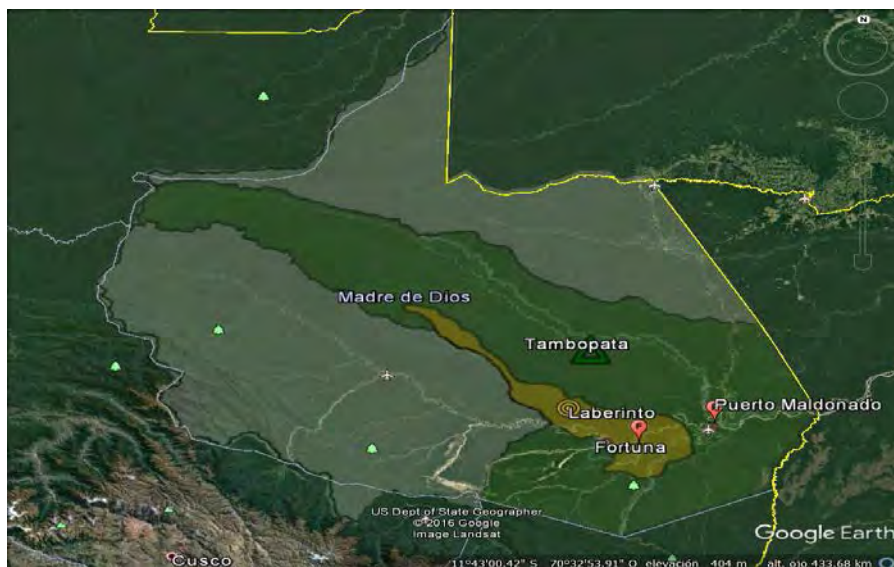 N
Madre de Dios
Tambopata
Laberinto
Puerto Maldonado
Fortuna
US Dept of State Geographer
© 2016 Google
Image Landsat
Google Earth
Cusco
11°43'00.42" S 70°32'53.91" O elevación 404 m alt. ojo 433.68 km